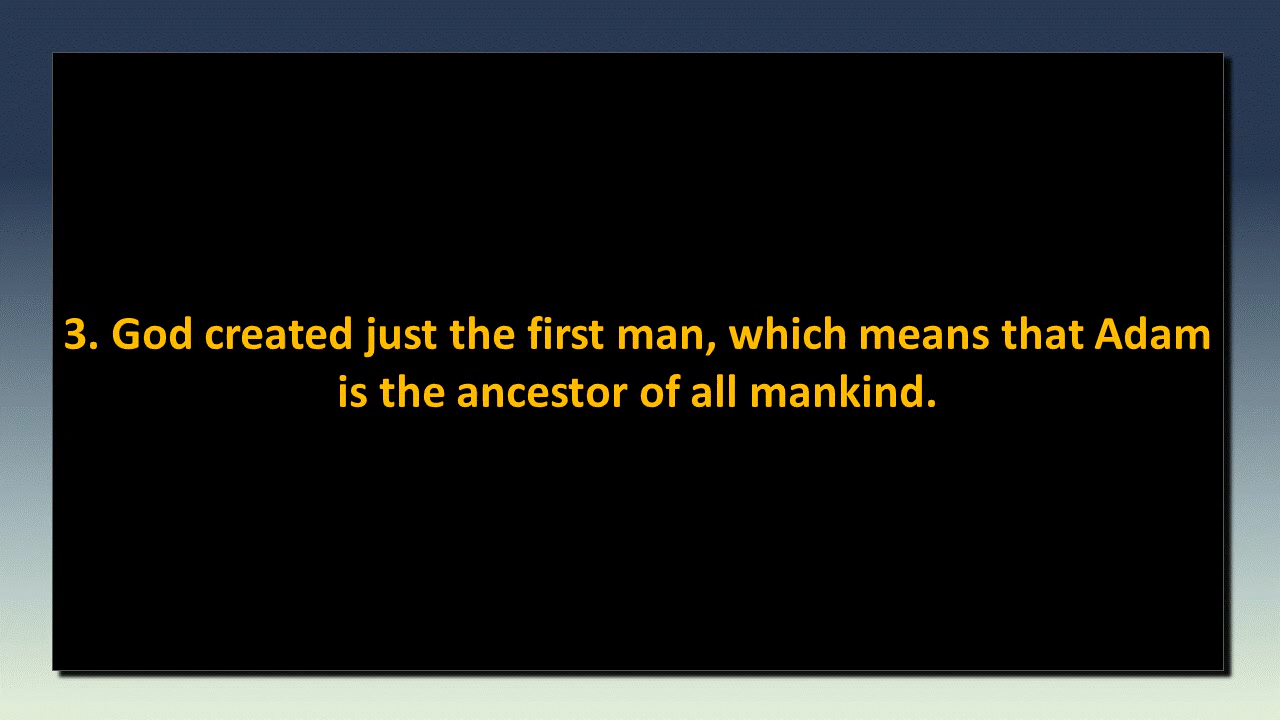 3. God created just the first man, which means that Adam
is the ancestor of all mankind.